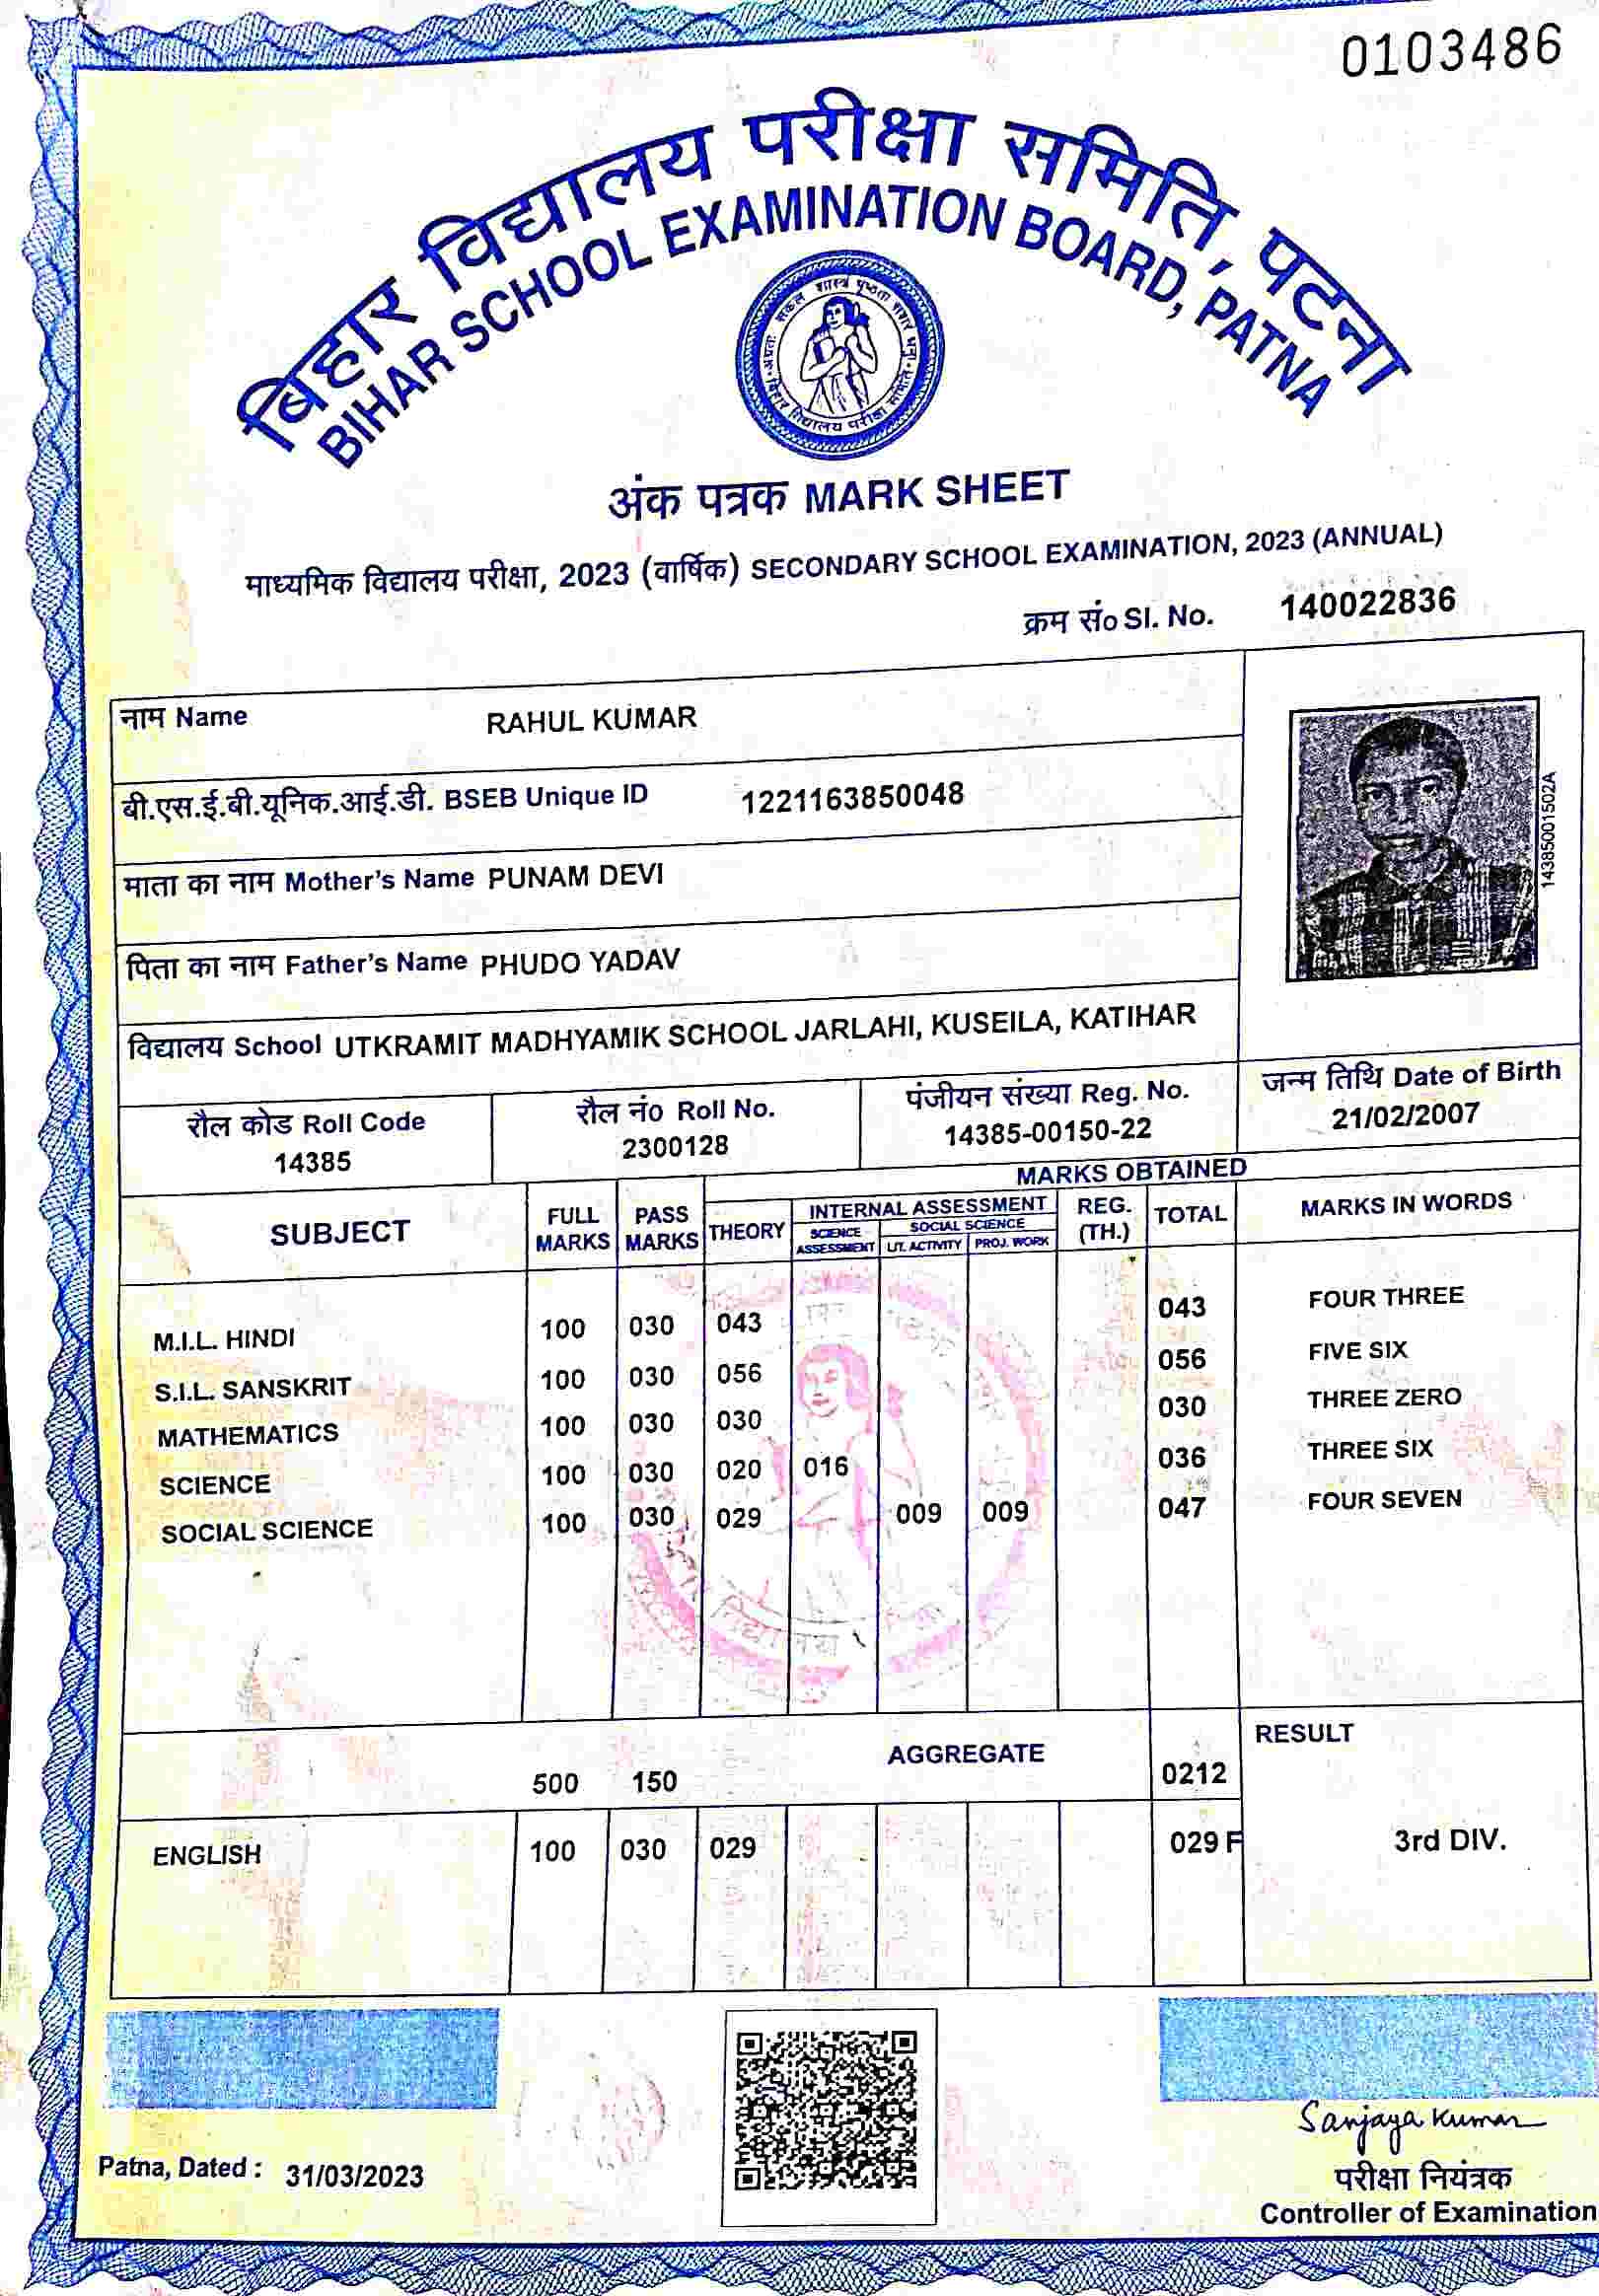 0103486
बिहार विद्यालय परीक्षा समिति, पटना
BIHAR SCHOOL EXAMINATION BOARD, PATNA
अंक पत्रक MARK SHEET
माध्यमिक विद्यालय परीक्षा, 2023 (वार्षिक) SECONDARY SCHOOL EXAMINATION, 2023 (ANNUAL)
क्रम सं० Sl. No. 140022836
नाम Name RAHUL KUMAR
बी.एस.ई.बी.यूनिक.आई.डी. BSEB Unique ID 1221163850048
माता का नाम Mother's Name PUNAM DEVI
पिता का नाम Father's Name PHUDO YADAV
विद्यालय School UTKRAMIT MADHYAMIK SCHOOL JARLAHI, KUSEILA, KATIHAR
14385001502A
रौल कोड Roll Code रौल नं० Roll No. पंजीयन संख्या Reg. No. जन्म तिथि Date of Birth
14385 2300128 14385-00150-22 21/02/2007
MARKS OBTAINED
SUBJECT FULL MARKS PASS MARKS THEORY INTERNAL ASSESSMENT SCIENCE ASSESSMENT SOCIAL SCIENCE LIT. ACTIVITY PROJ. WORK REG. (TH.) TOTAL MARKS IN WORDS
M.I.L. HINDI 100 030 043 043 FOUR THREE
S.I.L. SANSKRIT 100 030 056 056 FIVE SIX
MATHEMATICS 100 030 030 030 THREE ZERO
SCIENCE 100 030 020 016 036 THREE SIX
SOCIAL SCIENCE 100 030 029 009 009 047 FOUR SEVEN
500 150 AGGREGATE 0212 RESULT
ENGLISH 100 030 029 029 F 3rd DIV.
Sanjaya Kumar
Patna, Dated : 31/03/2023
परीक्षा नियंत्रक
Controller of Examination